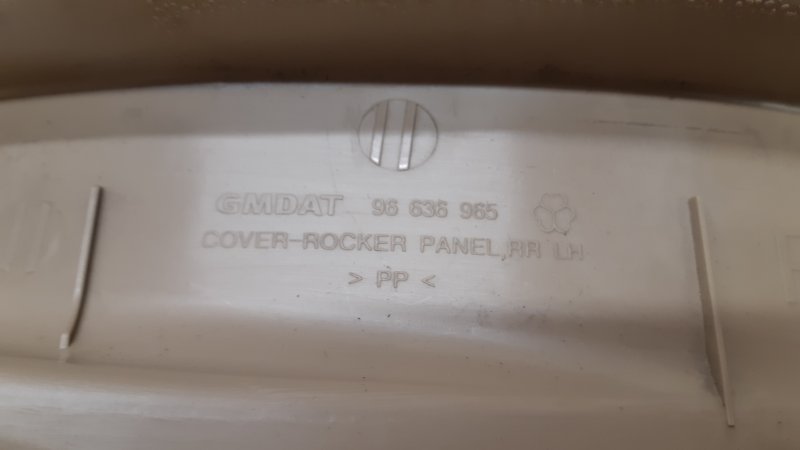 GMDAT 96 636 965
COVER-ROCKER PANEL,RR LH
> PP <